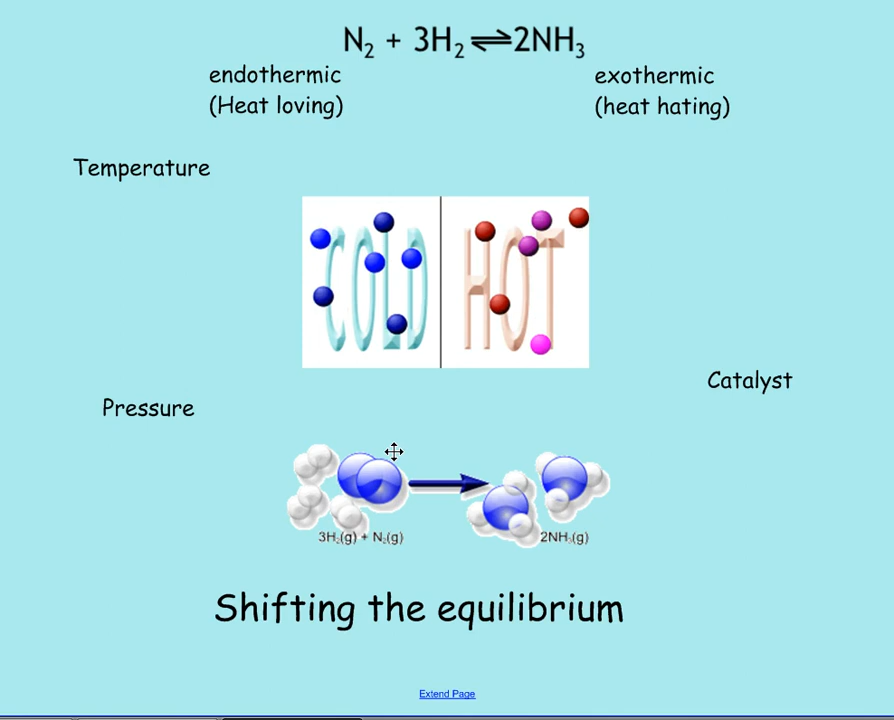 N₂ + 3H₂⇌2NH₃
endothermic
(Heat loving)
exothermic
(heat hating)
Temperature
COLD
HOT
Catalyst
Pressure
3H₂(g) + N₂(g)
2NH₃(g)
Shifting the equilibrium
Extend Page